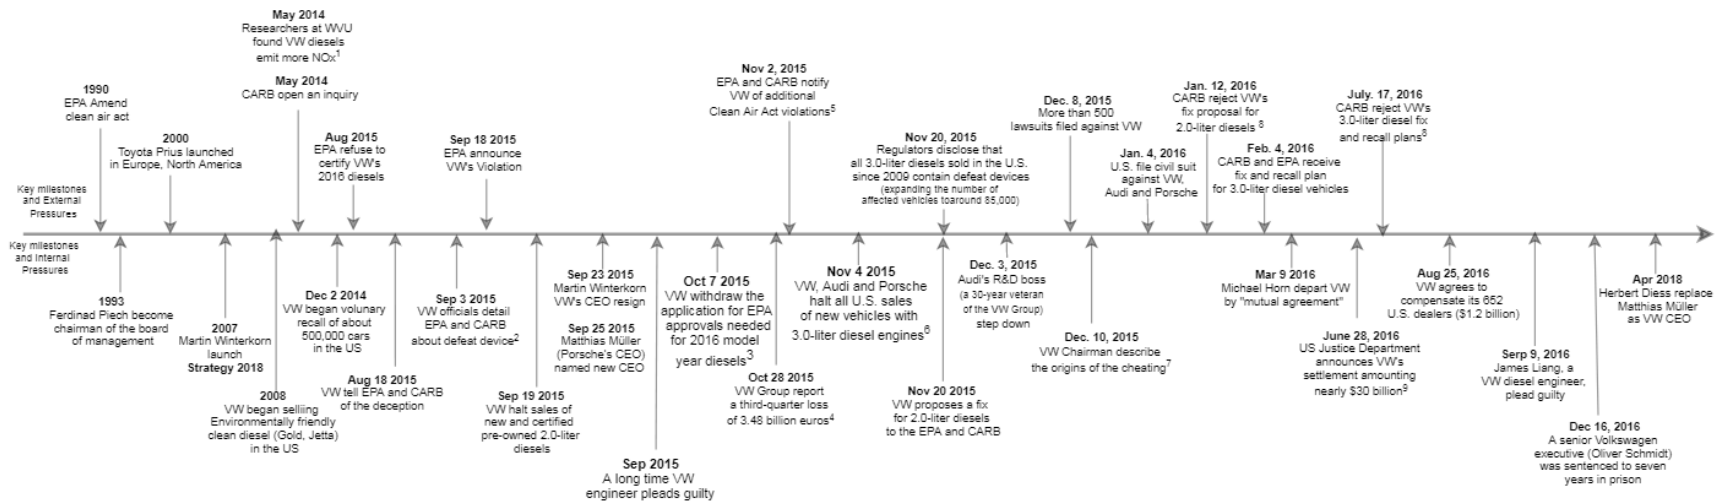 May 2014
Researchers at WVU
found VW diesels
emit more NOx1
May 2014
CARB open an inquiry
1990
EPA Amend
clean air act
2000
Toyota Prius launched
in Europe, North America
Aug 2015
EPA refuse to
certify VW's
2016 diesels
Sep 18 2015
EPA announce
VW's Violation
Nov 2, 2015
EPA and CARB notify
VW of additional
Clean Air Act violations5
Nov 20, 2015
Regulators disclose that
all 3.0-liter diesels sold in the U.S.
since 2009 contain defeat devices
(expanding the number of
affected vehicles toaround 85,000)
Dec. 8, 2015
More than 500
lawsuits filed against VW
Jan. 4, 2016
U.S. file civil suit
against VW,
Audi and Porsche
Jan. 12, 2016
CARB reject VW's
fix proposal for
2.0-liter diesels 8
Feb. 4, 2016
CARB and EPA receive
fix and recall plan
for 3.0-liter diesel vehicles
July. 17, 2016
CARB reject VW's
3.0-liter diesel fix
and recall plans8
Key milestones
and External
Pressures
Key milestones
and Internal
Pressures
1993
Ferdinad Piech become
chairman of the board
of management
2007
Martin Winterkorn
launch
Strategy 2018
2008
VW began selliing
Environmentally friendly
clean diesel (Gold, Jetta)
in the US
Dec 2 2014
VW began volunary
recall of about
500,000 cars
in the US
Aug 18 2015
VW tell EPA and CARB
of the deception
Sep 3 2015
VW officials detail
EPA and CARB
about defeat device2
Sep 19 2015
VW halt sales of
new and certified
pre-owned 2.0-liter
diesels
Sep 23 2015
Martin Winterkorn
VW's CEO resign
Sep 25 2015
Matthias Müller
(Porsche's CEO)
named new CEO
Sep 2015
A long time VW
engineer pleads guilty
Oct 7 2015
VW withdraw the
application for EPA
approvals needed
for 2016 model
year diesels3
Oct 28 2015
VW Group report
a third-quarter loss
of 3.48 billion euros4
Nov 4 2015
VW, Audi and Porsche
halt all U.S. sales
of new vehicles with
3.0-liter diesel engines6
Nov 20 2015
VW proposes a fix
for 2.0-liter diesels
to the EPA and CARB
Dec. 3, 2015
Audi's R&D boss
(a 30-year veteran
of the VW Group)
step down
Dec. 10, 2015
VW Chairman describe
the origins of the cheating7
Mar 9 2016
Michael Horn depart VW
by "mutual agreement"
June 28, 2016
US Justice Department
announces VW's
settlement amounting
nearly $30 billion9
Aug 25, 2016
VW agrees to
compensate its 652
U.S. dealers ($1.2 billion)
Serp 9, 2016
James Liang, a
VW diesel engineer,
plead guilty
Dec 16, 2016
A senior Volkswagen
executive (Oliver Schmidt)
was sentenced to seven
years in prison
Apr 2018
Herbert Diess replace
Matthias Müller
as VW CEO